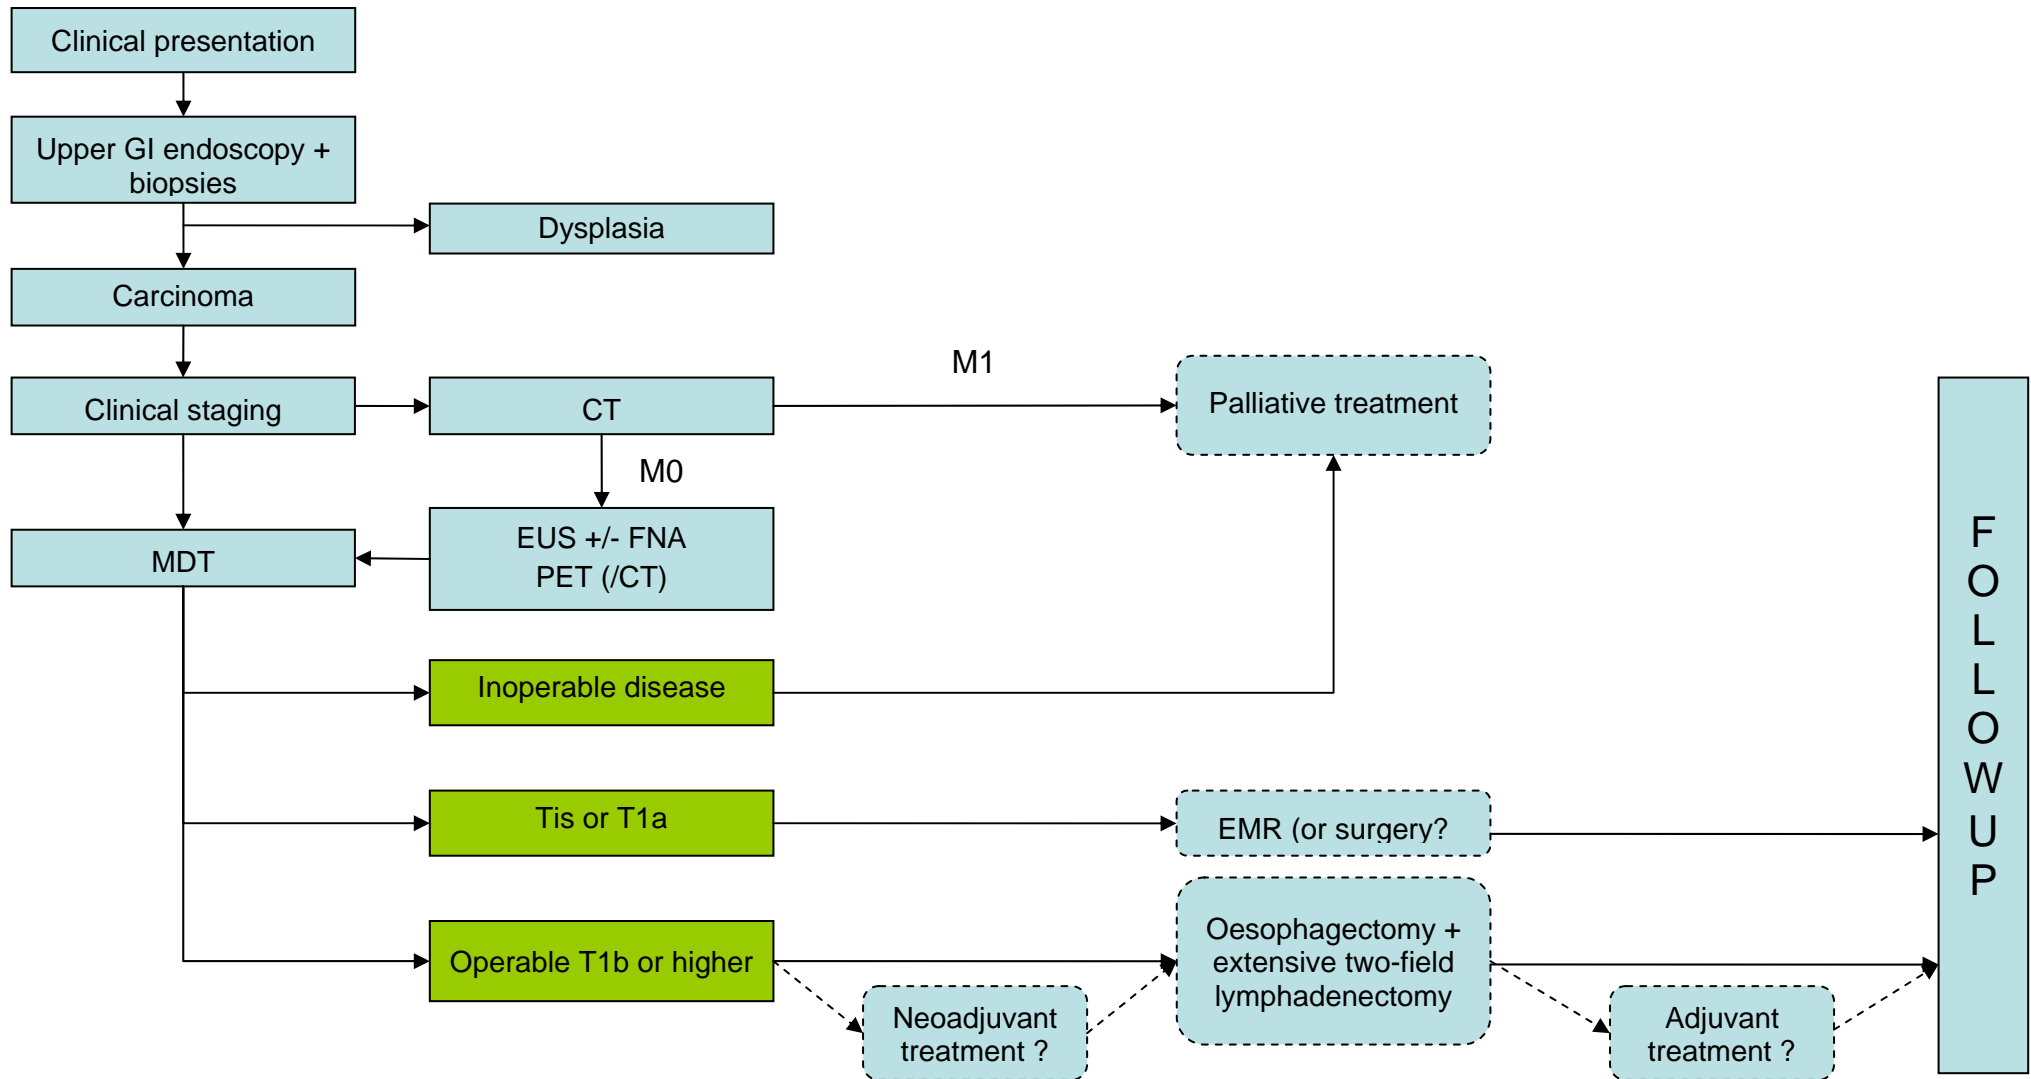 Clinical presentation
Upper GI endoscopy +
biopsies
Dysplasia
Carcinoma
Clinical staging
CT
M1
Palliative treatment
M0
EUS +/- FNA
PET (/CT)
MDT
Inoperable disease
Tis or T1a
EMR (or surgery?
Operable T1b or higher
Neoadjuvant
treatment ?
Oesophagectomy +
extensive two-field
lymphadenectomy
Adjuvant
treatment ?
F
O
L
L
O
W
U
P